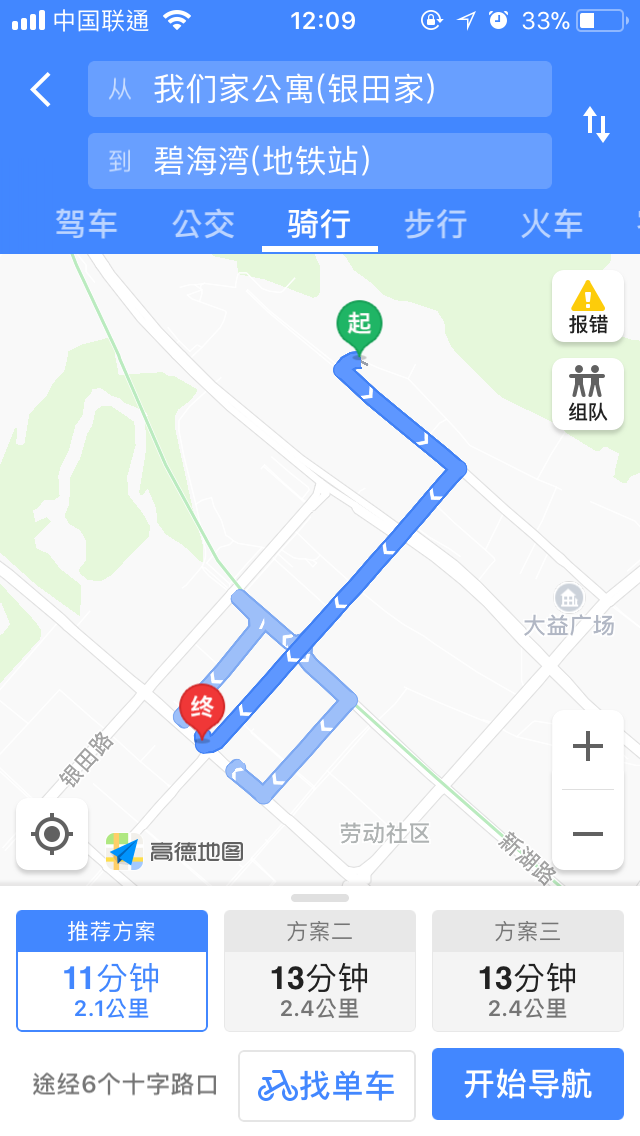 中国联通
12:09
33%
从 我们家公寓(银田家)
到 碧海湾(地铁站)
驾车 公交 骑行 步行 火车
报错
组队
起
大益广场
终
银田路
劳动社区
新湖路
高德地图
推荐方案 方案二 方案三
11分钟 13分钟 13分钟
2.1公里 2.4公里 2.4公里
途经6个十字路口 找单车 开始导航